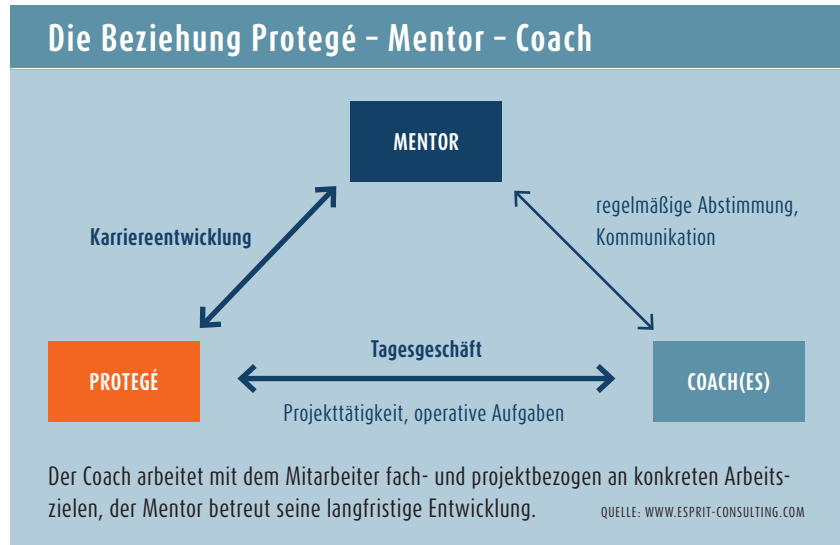 Die Beziehung Protegé – Mentor – Coach
MENTOR
Karriereentwicklung
regelmäßige Abstimmung,
Kommunikation
PROTEGÉ
Tagesgeschäft
Projekttätigkeit, operative Aufgaben
COACH(ES)
Der Coach arbeitet mit dem Mitarbeiter fach- und projektbezogen an konkreten Arbeits-
zielen, der Mentor betreut seine langfristige Entwicklung.
QUELLE: WWW.ESPRIT-CONSULTING.COM